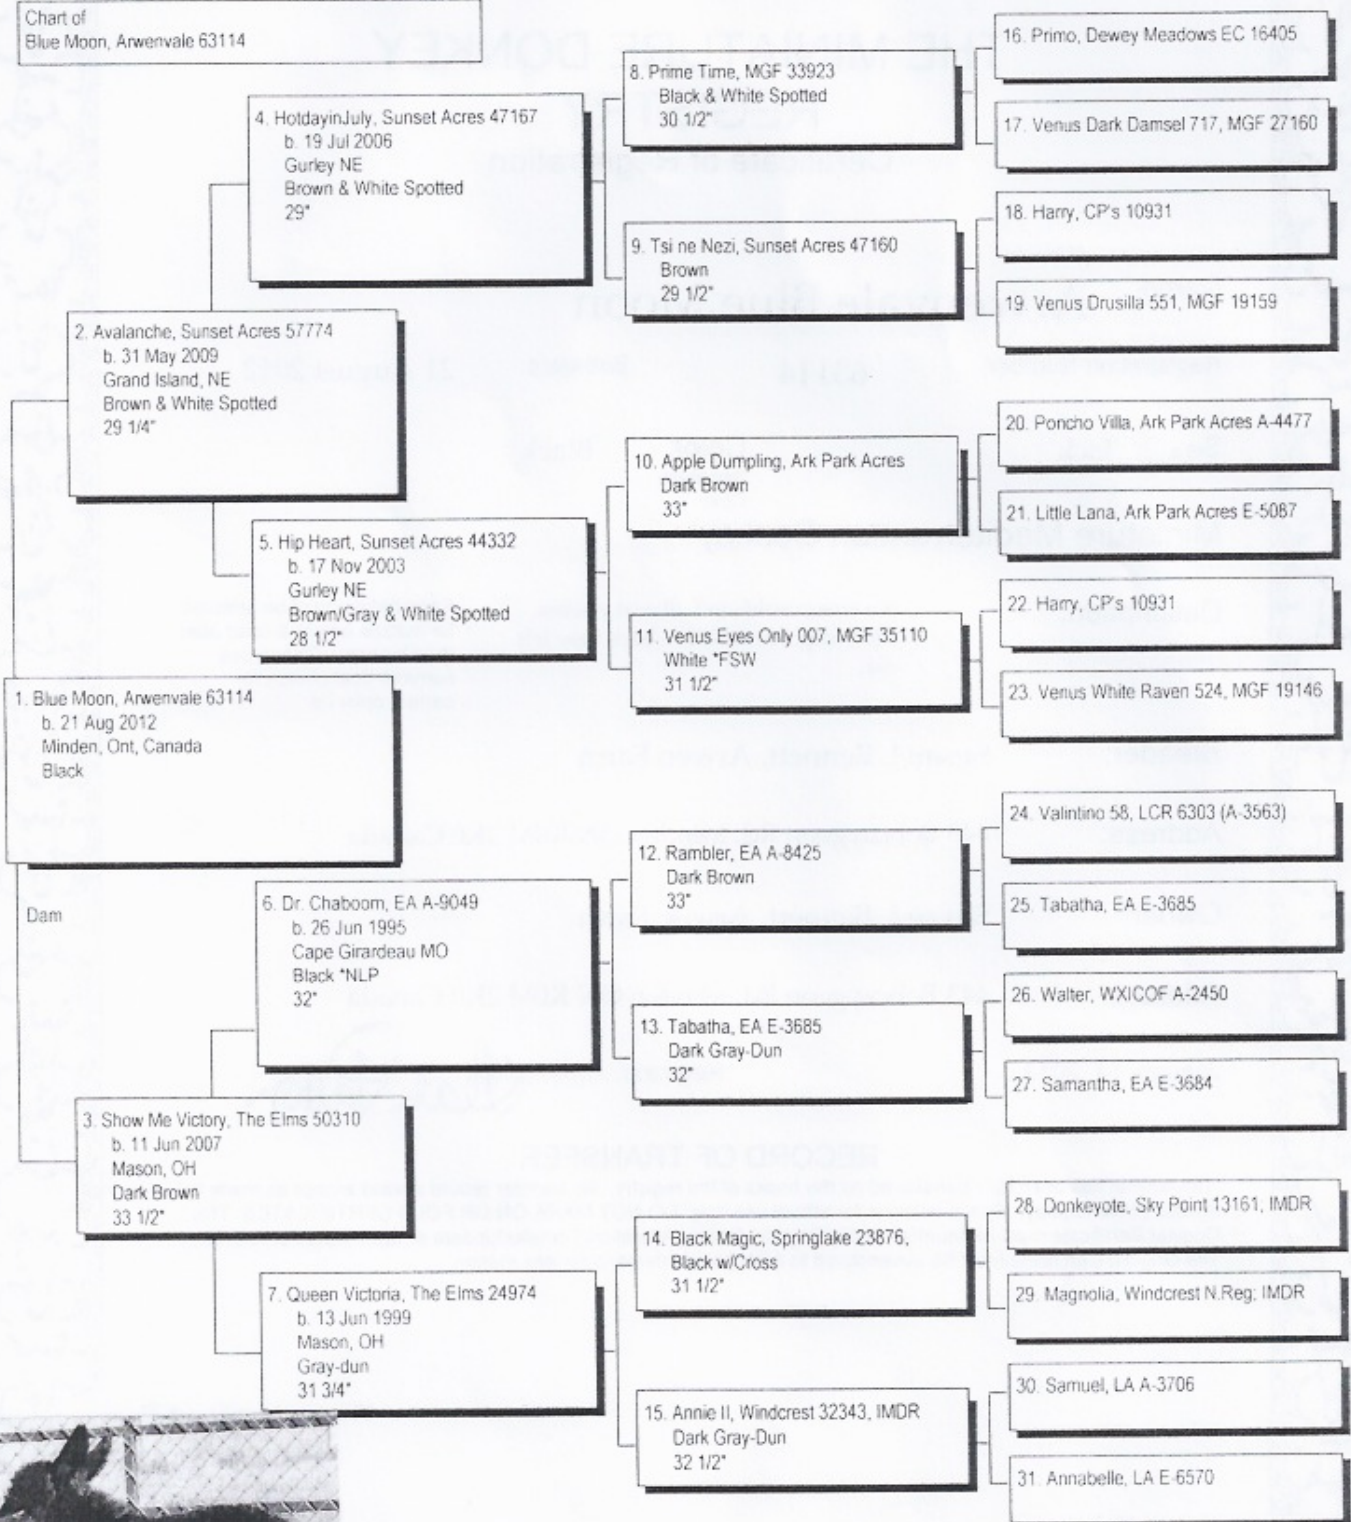 Chart of
Blue Moon, Arwenvale 63114
1. Blue Moon, Arwenvale 63114
b. 21 Aug 2012
Minden, Ont, Canada
Black
Dam
2. Avalanche, Sunset Acres 57774
b. 31 May 2009
Grand Island, NE
Brown & White Spotted
29 1/4"
3. Show Me Victory, The Elms 50310
b. 11 Jun 2007
Mason, OH
Dark Brown
33 1/2"
4. HotdayinJuly, Sunset Acres 47167
b. 19 Jul 2006
Gurley NE
Brown & White Spotted
29"
5. Hip Heart, Sunset Acres 44332
b. 17 Nov 2003
Gurley NE
Brown/Gray & White Spotted
28 1/2"
6. Dr. Chaboom, EA A-9049
b. 26 Jun 1995
Cape Girardeau MO
Black *NLP
32"
7. Queen Victoria, The Elms 24974
b. 13 Jun 1999
Mason, OH
Gray-dun
31 3/4"
8. Prime Time, MGF 33923
Black & White Spotted
30 1/2"
9. Tsi ne Nezi, Sunset Acres 47160
Brown
29 1/2"
10. Apple Dumpling, Ark Park Acres
Dark Brown
33"
11. Venus Eyes Only 007, MGF 35110
White *FSW
31 1/2"
12. Rambler, EA A-8425
Dark Brown
33"
13. Tabatha, EA E-3685
Dark Gray-Dun
32"
14. Black Magic, Springlake 23876,
Black w/Cross
31 1/2"
15. Annie II, Windcrest 32343, IMDR
Dark Gray-Dun
32 1/2"
16. Primo, Dewey Meadows EC 16405
17. Venus Dark Damsel 717, MGF 27160
18. Harry, CP's 10931
19. Venus Drusilla 551, MGF 19159
20. Poncho Villa, Ark Park Acres A-4477
21. Little Lana, Ark Park Acres E-5087
22. Harry, CP's 10931
23. Venus White Raven 524, MGF 19146
24. Valintino 58, LCR 6303 (A-3563)
25. Tabatha, EA E-3685
26. Walter, WXICOF A-2450
27. Samantha, EA E-3684
28. Donkeyote, Sky Point 13161; IMDR
29. Magnolia, Windcrest N.Reg; IMDR
30. Samuel, LA A-3706
31. Annabelle, LA E-6570